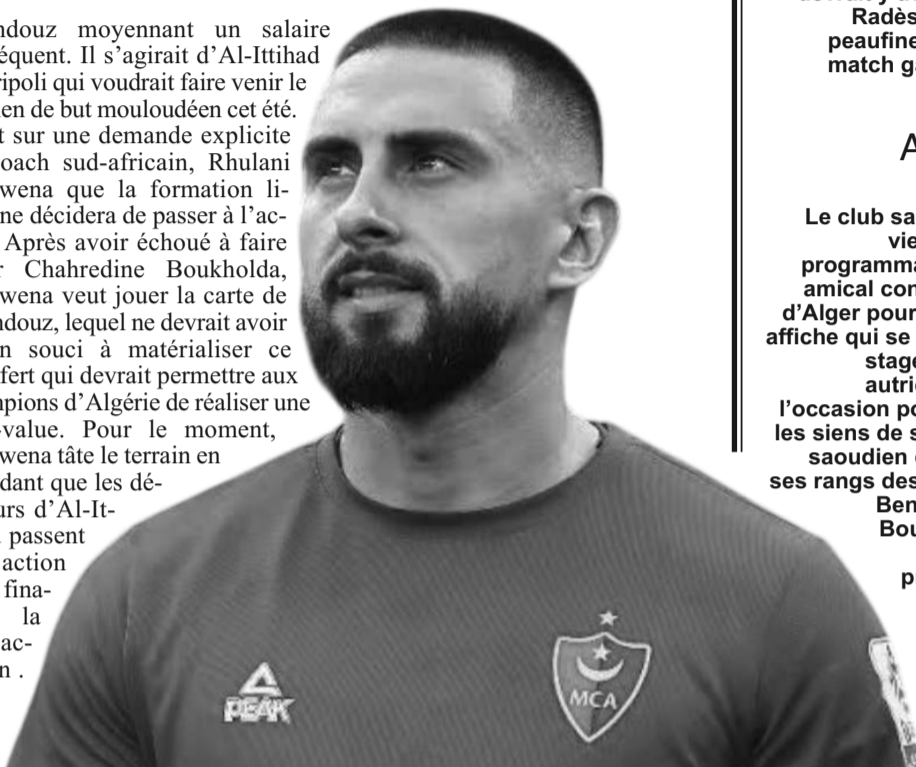 ndouz moyennant un salaire
équent. Il s’agirait d’Al-Ittihad
ripoli qui voudrait faire venir le
ien de but mouloudéen cet été.
t sur une demande explicite
oach sud-africain, Rhulani
wena que la formation li-
ne décidera de passer à l’ac-
Après avoir échoué à faire
r Chahredine Boukholda,
wena veut jouer la carte de
ndouz, lequel ne devrait avoir
n souci à matérialiser ce
fert qui devrait permettre aux
npions d’Algérie de réaliser une
-value. Pour le moment,
wena tâte le terrain en
dant que les dé-
urs d’Al-It-
passent
action
fina-
la
ac-
n .
PEAK
MCA
Radès
peaufine
match ga
A
Le club sa
vie
programma
amical con
d’Alger pour
affiche qui se
stage
autri
l’occasion po
les siens de s
saoudien
ses rangs des
Ben
Bou
p